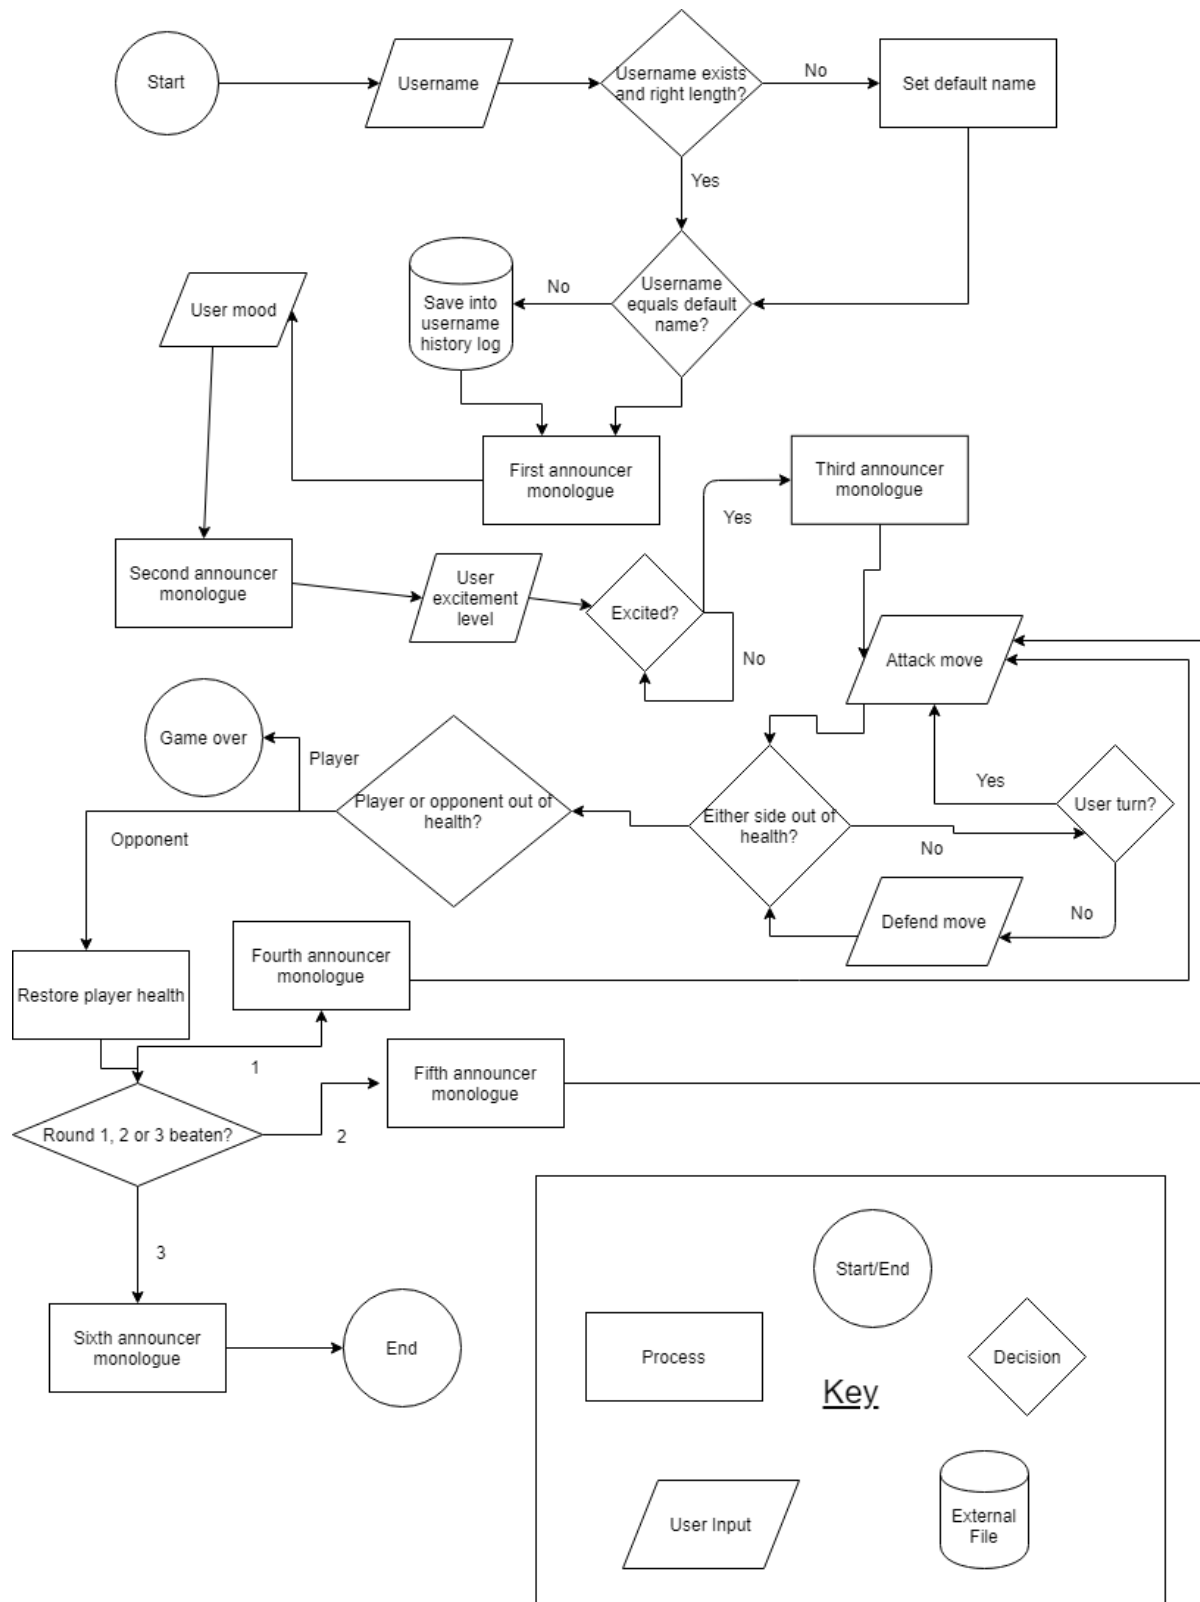 Start
Username
Username exists
and right length?
No
Set default name
Yes
User mood
Save into
username
history log
No
Username
equals default
name?
First announcer
monologue
Third announcer
monologue
Yes
Second announcer
monologue
User
excitement
level
Excited?
No
Attack move
Game over
Player
Player or opponent out of
health?
Either side out of
health?
Yes
User turn?
No
Opponent
Defend move
No
Fourth announcer
monologue
Restore player health
1
Fifth announcer
monologue
Round 1, 2 or 3 beaten?
2
3
Sixth announcer
monologue
End
Start/End
Process
Decision
Key
User Input
External
File